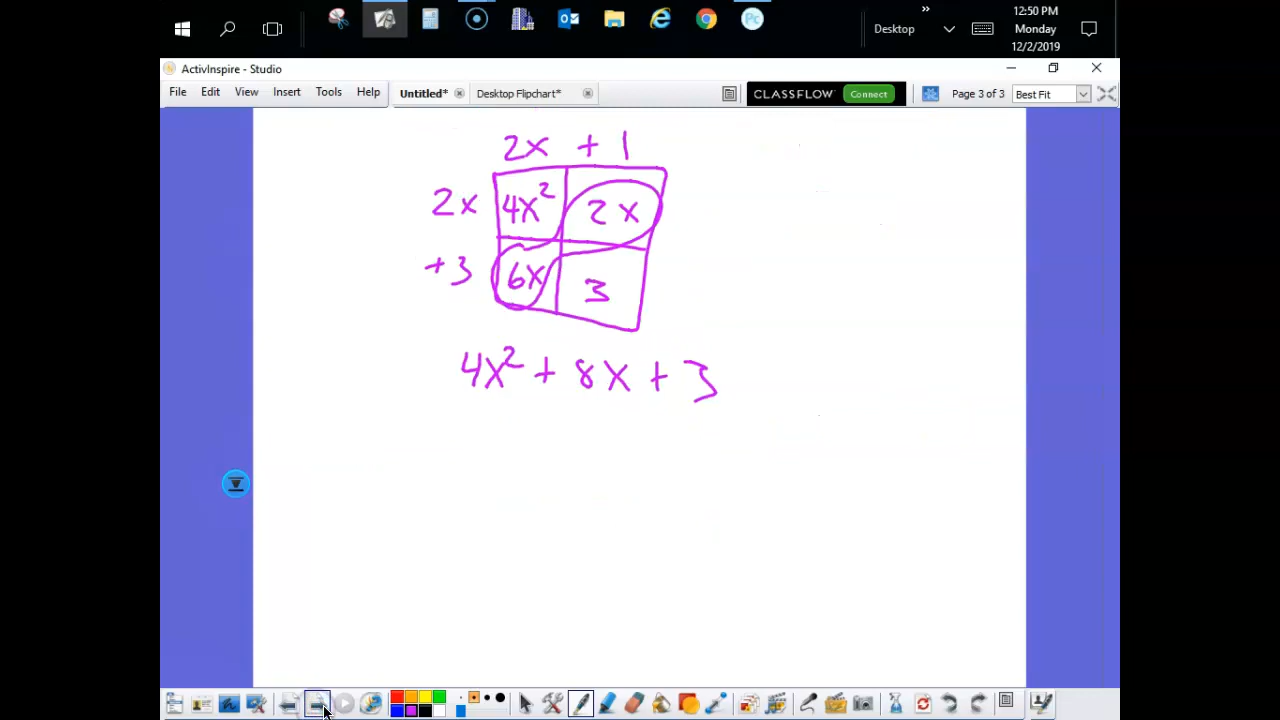 12:50 PM
Desktop
Monday
12/2/2019
ActivInspire - Studio
File Edit View Insert Tools Help
Untitled* Desktop Flipchart*
CLASSFLOW Connect
Page 3 of 3 Best Fit
2x + 1
2x 4x² 2x
+3 6x 3
4x² + 8x + 3